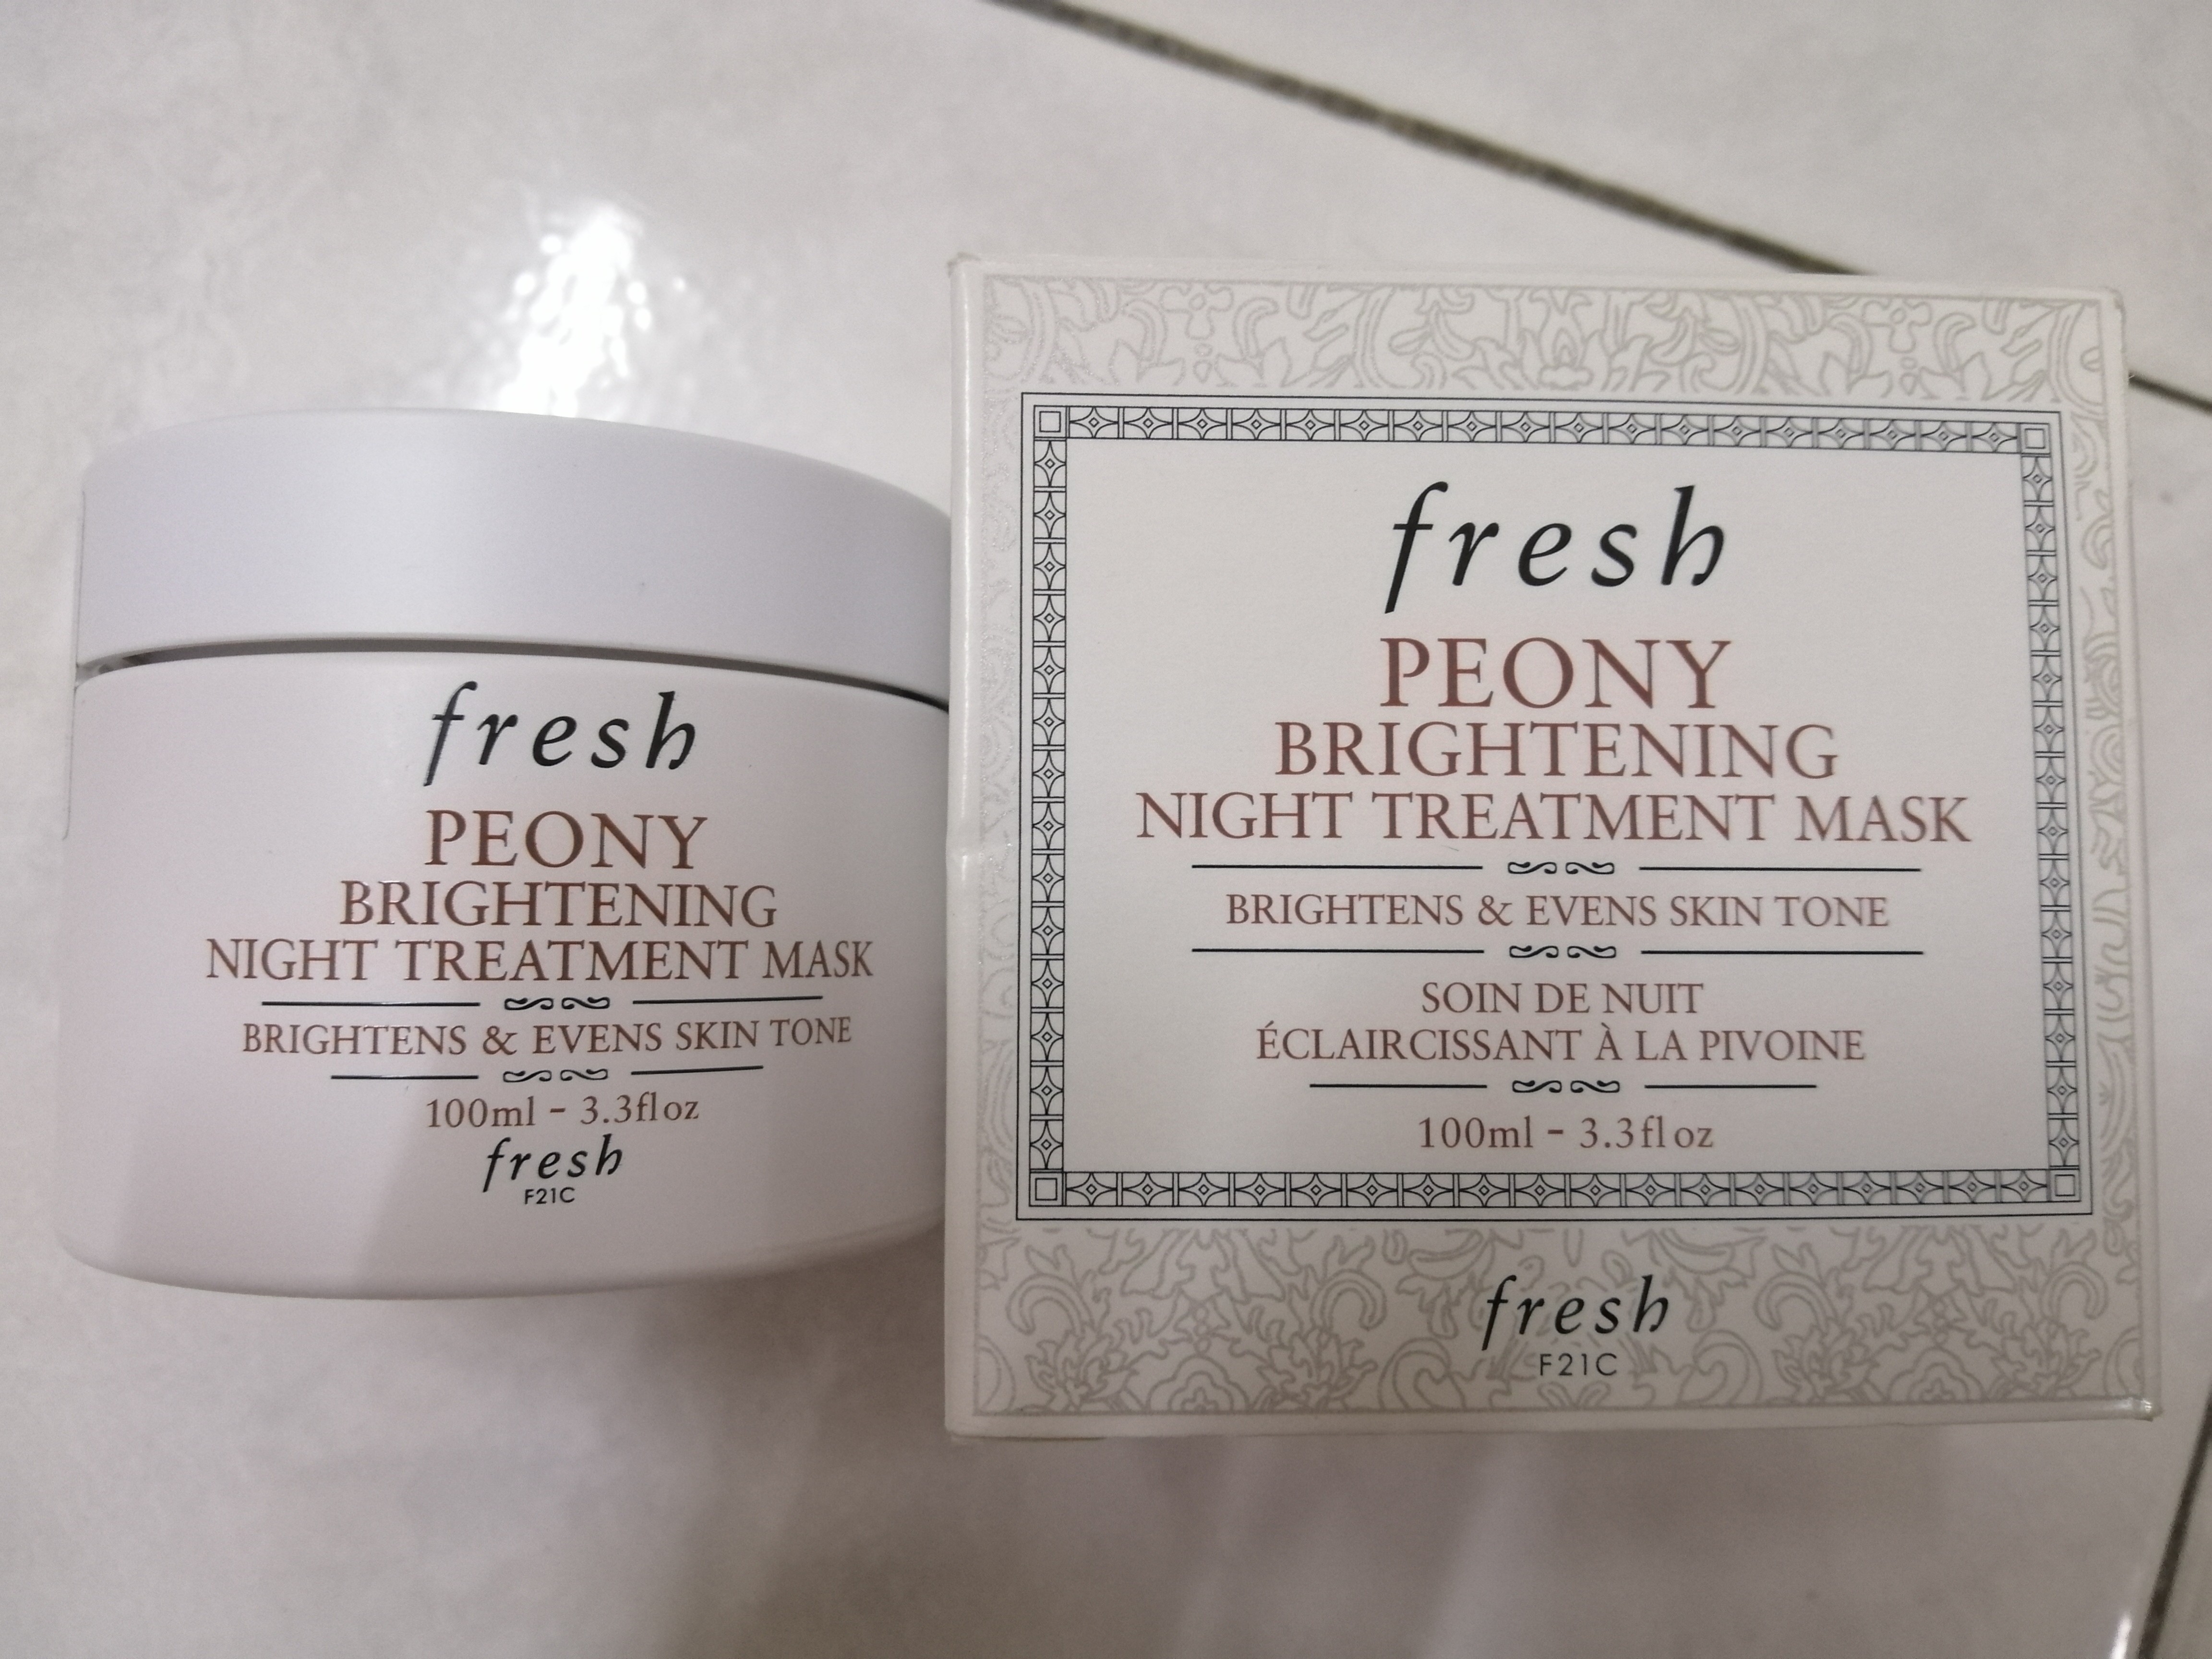 fresh
PEONY
BRIGHTENING
NIGHT TREATMENT MASK
BRIGHTENS & EVENS SKIN TONE
100ml - 3.3fl oz
fresh
F21C
fresh
PEONY
BRIGHTENING
NIGHT TREATMENT MASK
BRIGHTENS & EVENS SKIN TONE
SOIN DE NUIT
ÉCLAIRCISSANT À LA PIVOINE
100ml - 3.3fl oz
fresh
F21C